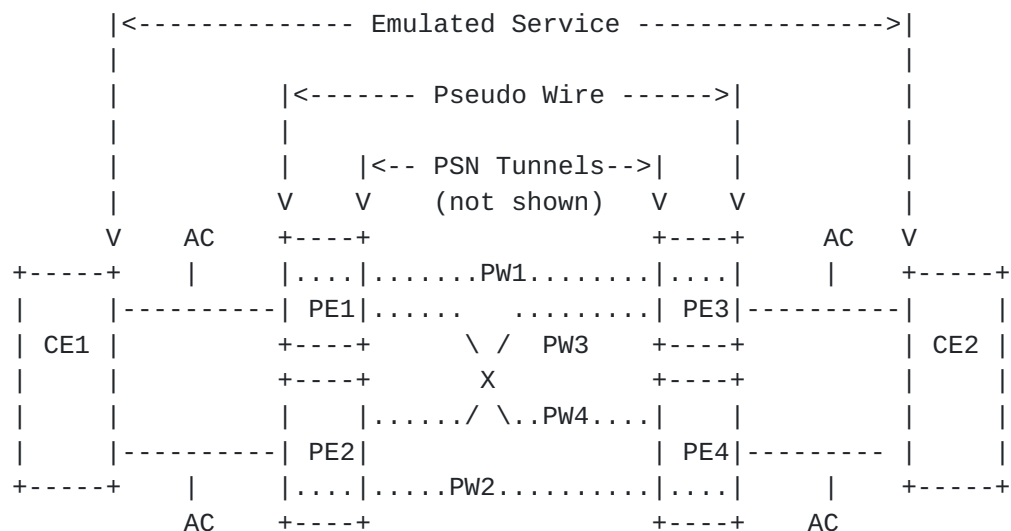 |<-------------- Emulated Service ---------------->|
|                                                  |
|          |<------- Pseudo Wire ------>|          |
|          |                            |          |
|          |    |<-- PSN Tunnels-->|    |          |
|          V    V    (not shown)   V    V          |
V    AC    +----+                  +----+     AC   V
+-----+    |     |....|.......PW1........|....|     |    +-----+
|     |----------| PE1|......   .........| PE3|----------|     |
| CE1 |          +----+      \ /  PW3    +----+          | CE2 |
|     |          +----+       X          +----+          |     |
|     |          |    |....../ \..PW4....|    |          |     |
|     |----------| PE2|                  | PE4|--------- |     |
+-----+    |     |....|.....PW2..........|....|     |    +-----+
AC    +----+                  +----+    AC